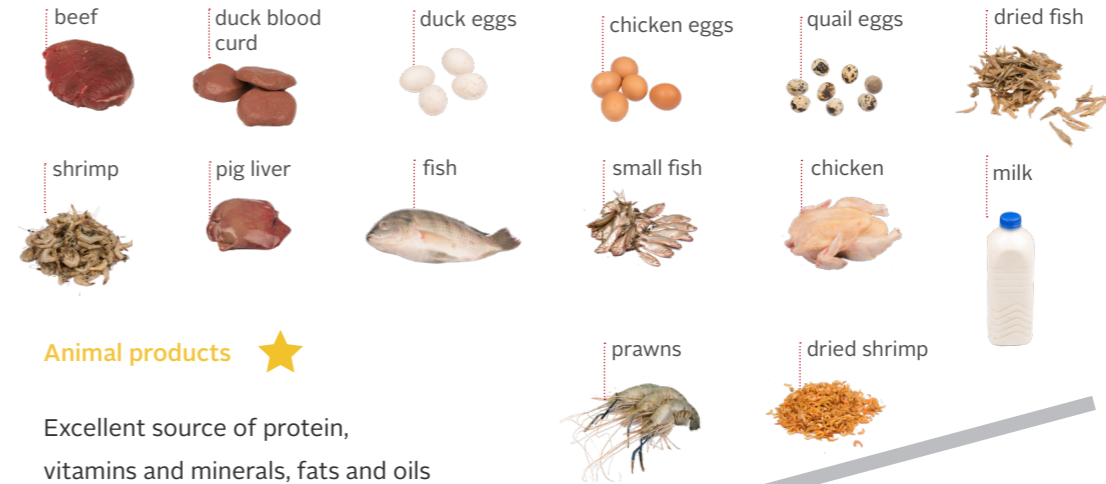 beef
duck blood
curd
duck eggs
chicken eggs
quail eggs
dried fish
shrimp
pig liver
fish
small fish
chicken
milk
Animal products
prawns
dried shrimp
Excellent source of protein,
vitamins and minerals, fats and oils